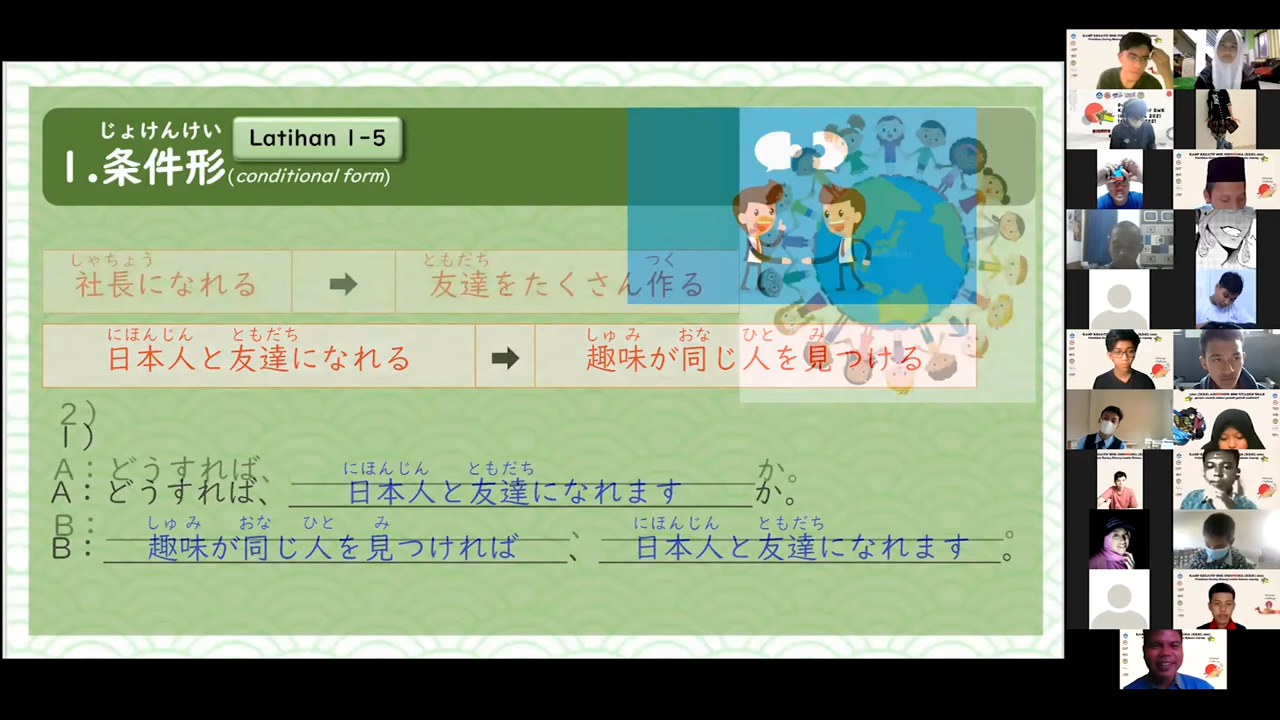 じょけんけい
1.条件形
(conditional form)
Latihan 1-5
しゃちょう ともだち つく
社長になれる ➡ 友達をたくさん作る
にほんじん ともだち しゅみ おな ひと み
日本人と友達になれる ➡ 趣味が同じ人を見つける
2)
1)
A：どうすれば、 か。
にほんじん ともだち
A：どうすれば、日本人と友達になれます か。
B： 、 。
しゅみ おな ひと み にほんじん ともだち
B：趣味が同じ人を見つければ、日本人と友達になれます。